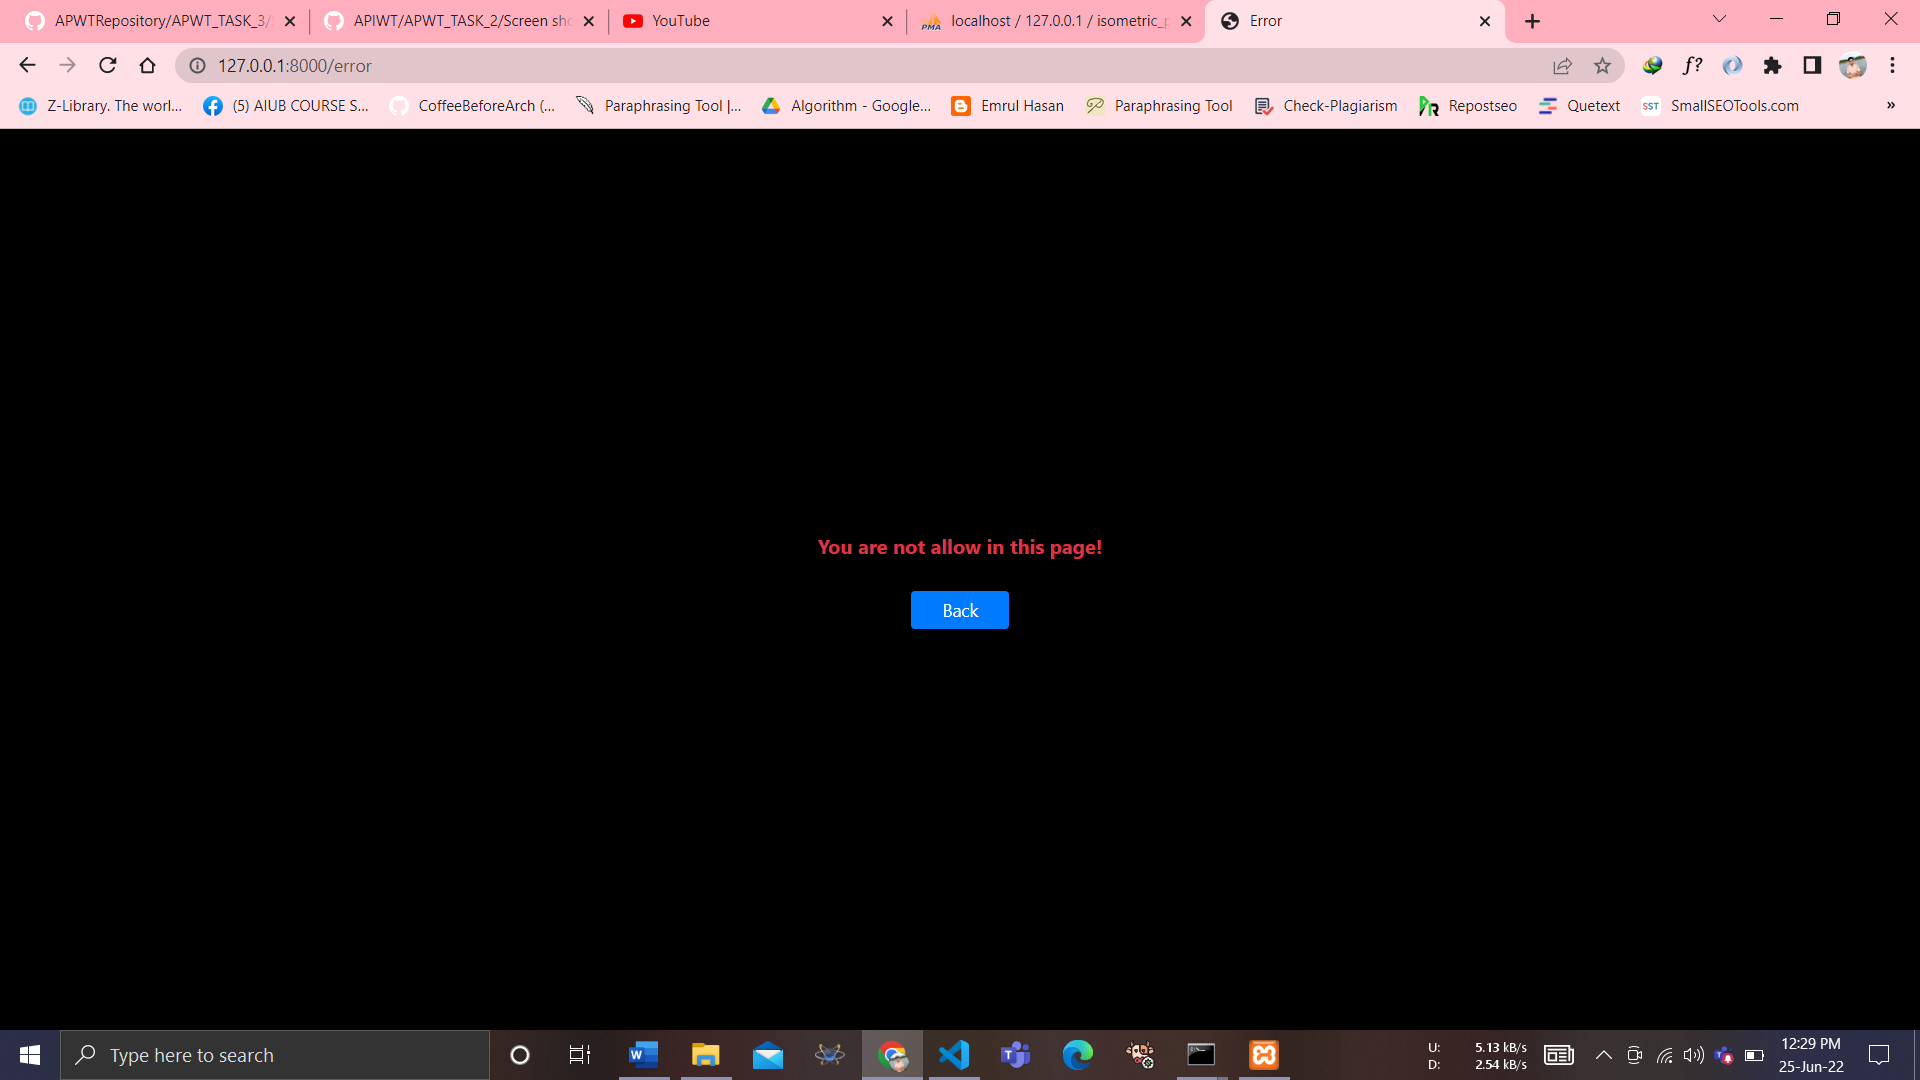 APWTRepository/APWT_TASK_3/
APIWT/APWT_TASK_2/Screen sho
YouTube
localhost / 127.0.0.1 / isometric_p
Error
127.0.0.1:8000/error
f?
Z-Library. The worl...
(5) AIUB COURSE S...
CoffeeBeforeArch (...
Paraphrasing Tool |...
Algorithm - Google...
Emrul Hasan
Paraphrasing Tool
Check-Plagiarism
Repostseo
Quetext
SST SmallSEOTools.com
»
You are not allow in this page!
Back
Type here to search
U: 5.13 kB/s
D: 2.54 kB/s
12:29 PM
25-Jun-22